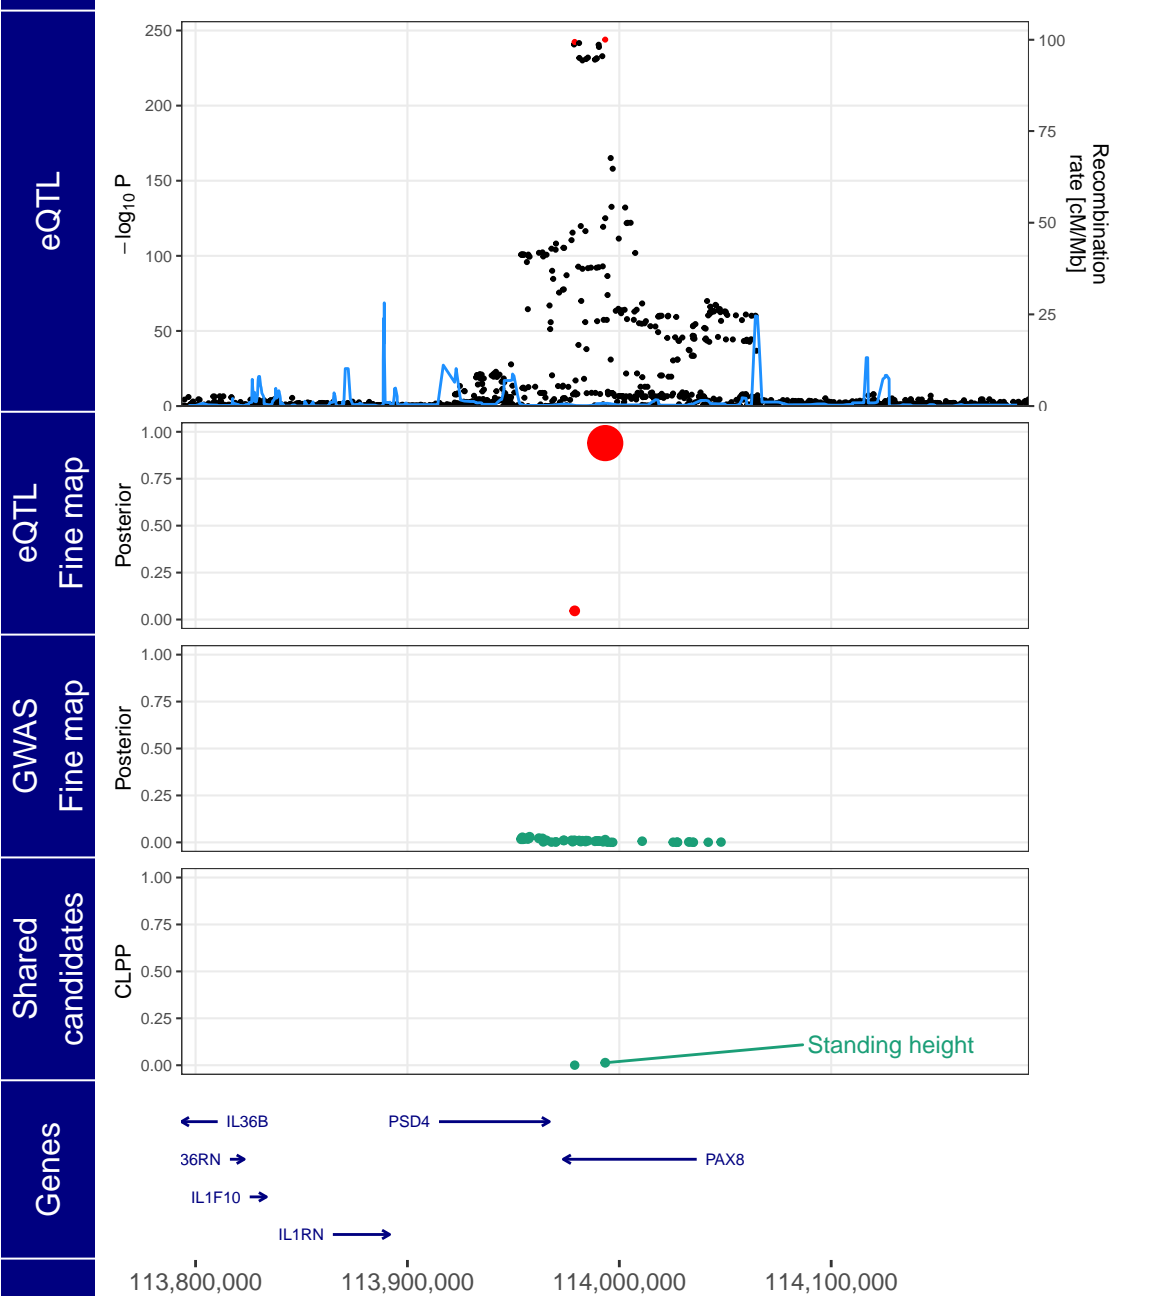 eQTL
−log10 P
250
200
150
100
50
0
100
75
50
25
0
Recombination
rate [cM/Mb]
eQTL
Fine map
Posterior
1.00
0.75
0.50
0.25
0.00
GWAS
Fine map
Posterior
1.00
0.75
0.50
0.25
0.00
Shared
candidates
CLPP
1.00
0.75
0.50
0.25
0.00
Standing height
Genes
IL36B
PSD4
36RN
PAX8
IL1F10
IL1RN
113,800,000
113,900,000
114,000,000
114,100,000